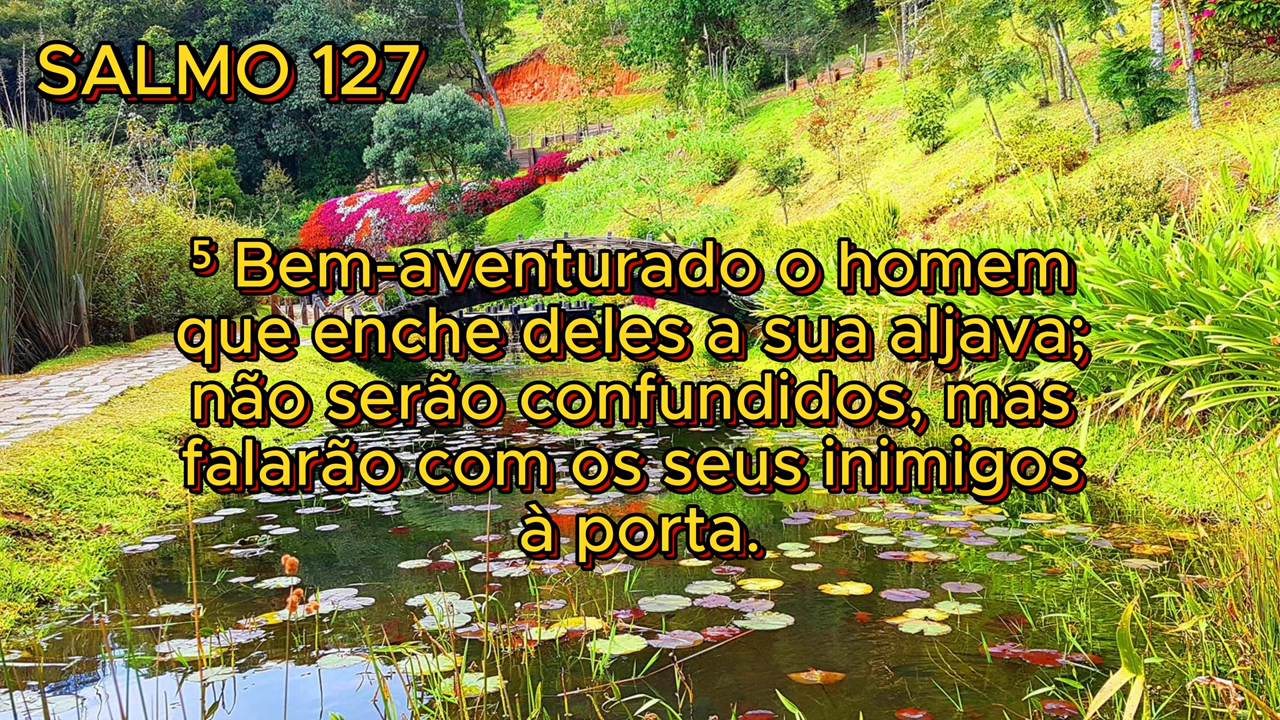 SALMO 127
⁵ Bem-aventurado o homem
que enche deles a sua aljava;
não serão confundidos, mas
falarão com os seus inimigos
à porta.